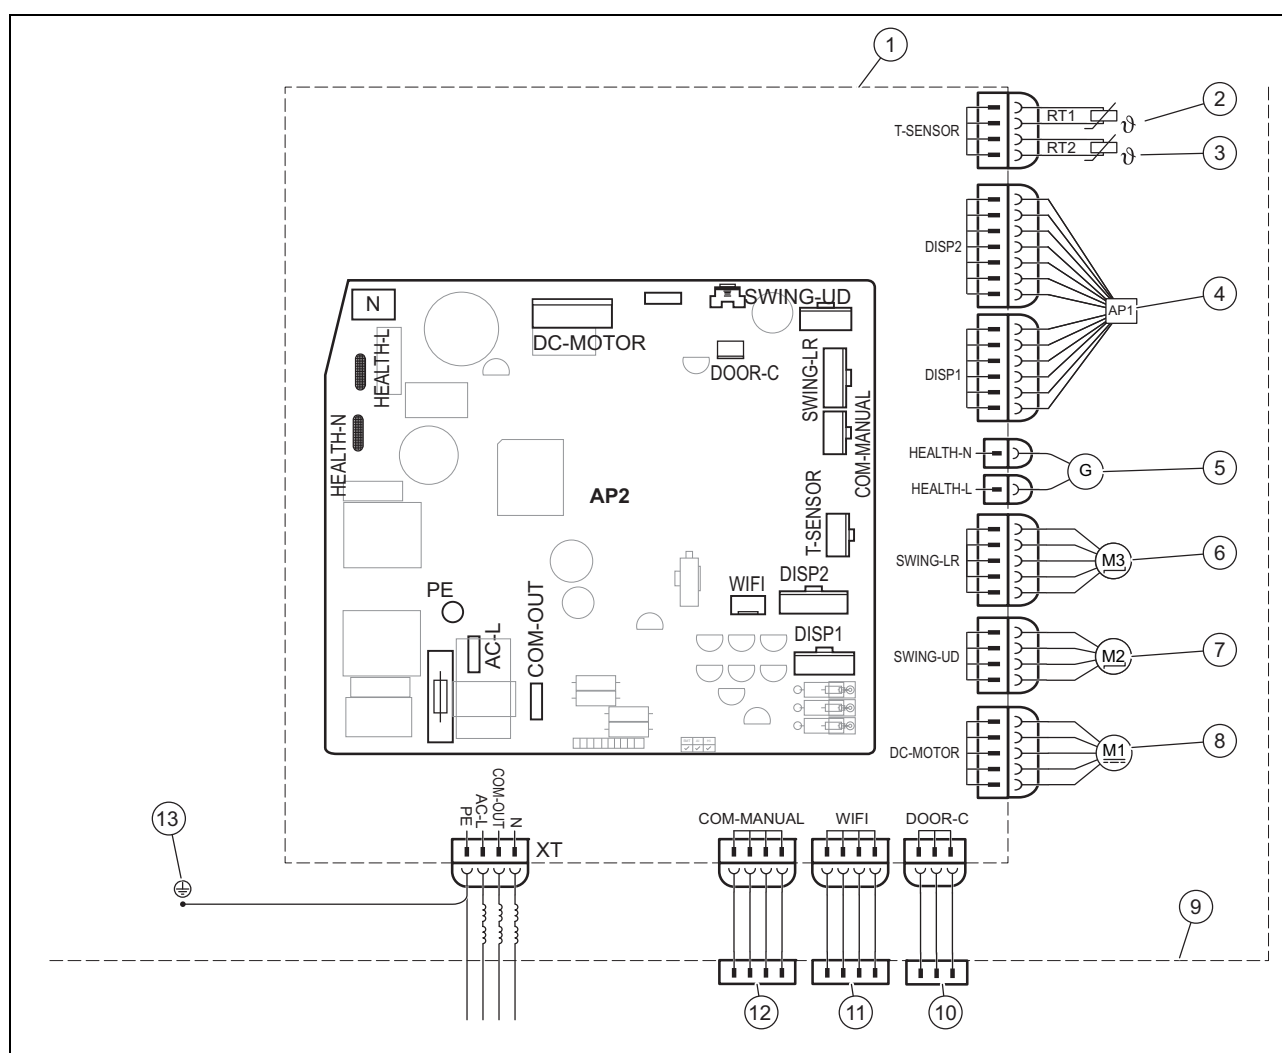 1
T-SENSOR
RT1
ϑ
2
RT2
ϑ
3
DISP2
AP1
4
DISP1
HEALTH-N
G
5
HEALTH-L
SWING-LR
M3
6
SWING-UD
M2
7
DC-MOTOR
M1
8
N
SWING-UD
DC-MOTOR
HEALTH-L
DOOR-C
SWING-LR
COM-MANUAL
HEALTH-N
AP2
T-SENSOR
WIFI
DISP2
PE
AC-L
COM-OUT
DISP1
PE
AC-L
COM-OUT
N
XT
COM-MANUAL
WIFI
DOOR-C
13
9
12
11
10